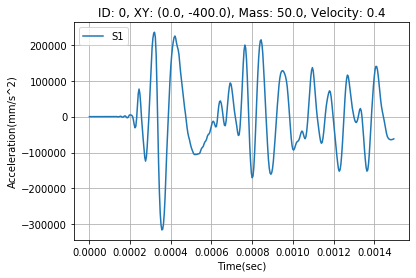 ID: 0, XY: (0.0, -400.0), Mass: 50.0, Velocity: 0.4
S1
200000
100000
0
-100000
-200000
-300000
Acceleration(mm/s^2)
0.0000 0.0002 0.0004 0.0006 0.0008 0.0010 0.0012 0.0014
Time(sec)